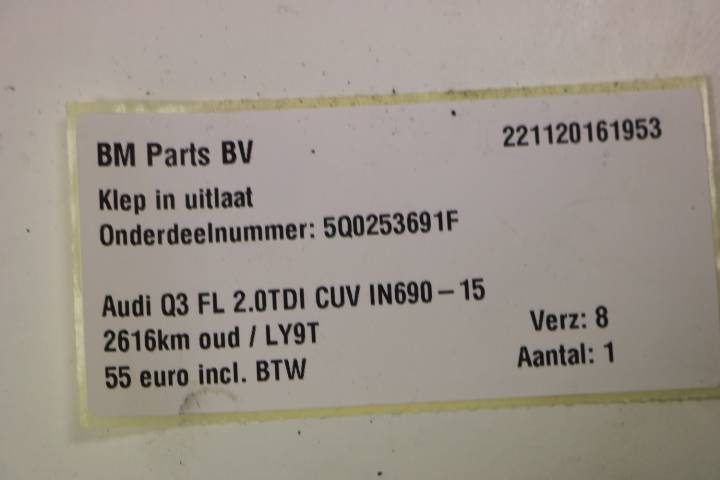 BM Parts BV
221120161953
Klep in uitlaat
Onderdeelnummer: 5Q0253691F
Audi Q3 FL 2.0TDI CUV IN690-15
2616km oud / LY9T
Verz: 8
55 euro incl. BTW
Aantal: 1